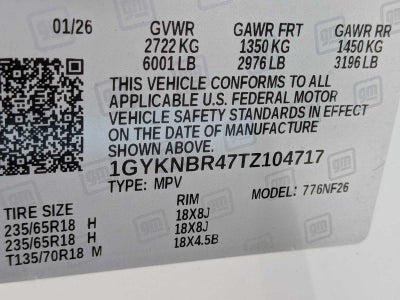 01/26 GVWR GAWR FRT GAWR RR
2722 KG 1350 KG 1450 KG
6001 LB 2976 LB 3196 LB
THIS VEHICLE CONFORMS TO ALL
APPLICABLE U.S. FEDERAL MOTOR
VEHICLE SAFETY STANDARDS IN EFFECT
ON THE DATE OF MANUFACTURE
SHOWN ABOVE.
1GYKNBR47TZ104717
TYPE: MPV MODEL: 776NF26
TIRE SIZE RIM
235/65R18 H 18X8J
235/65R18 H 18X8J
T135/70R18 M 18X4.5B